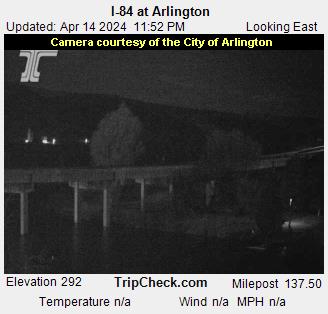 I-84 at Arlington
Updated: Apr 14 2024 11:52 PM Looking East
Camera courtesy of the City of Arlington
Elevation 292 TripCheck.com Milepost 137.50
Temperature n/a Wind n/a MPH n/a